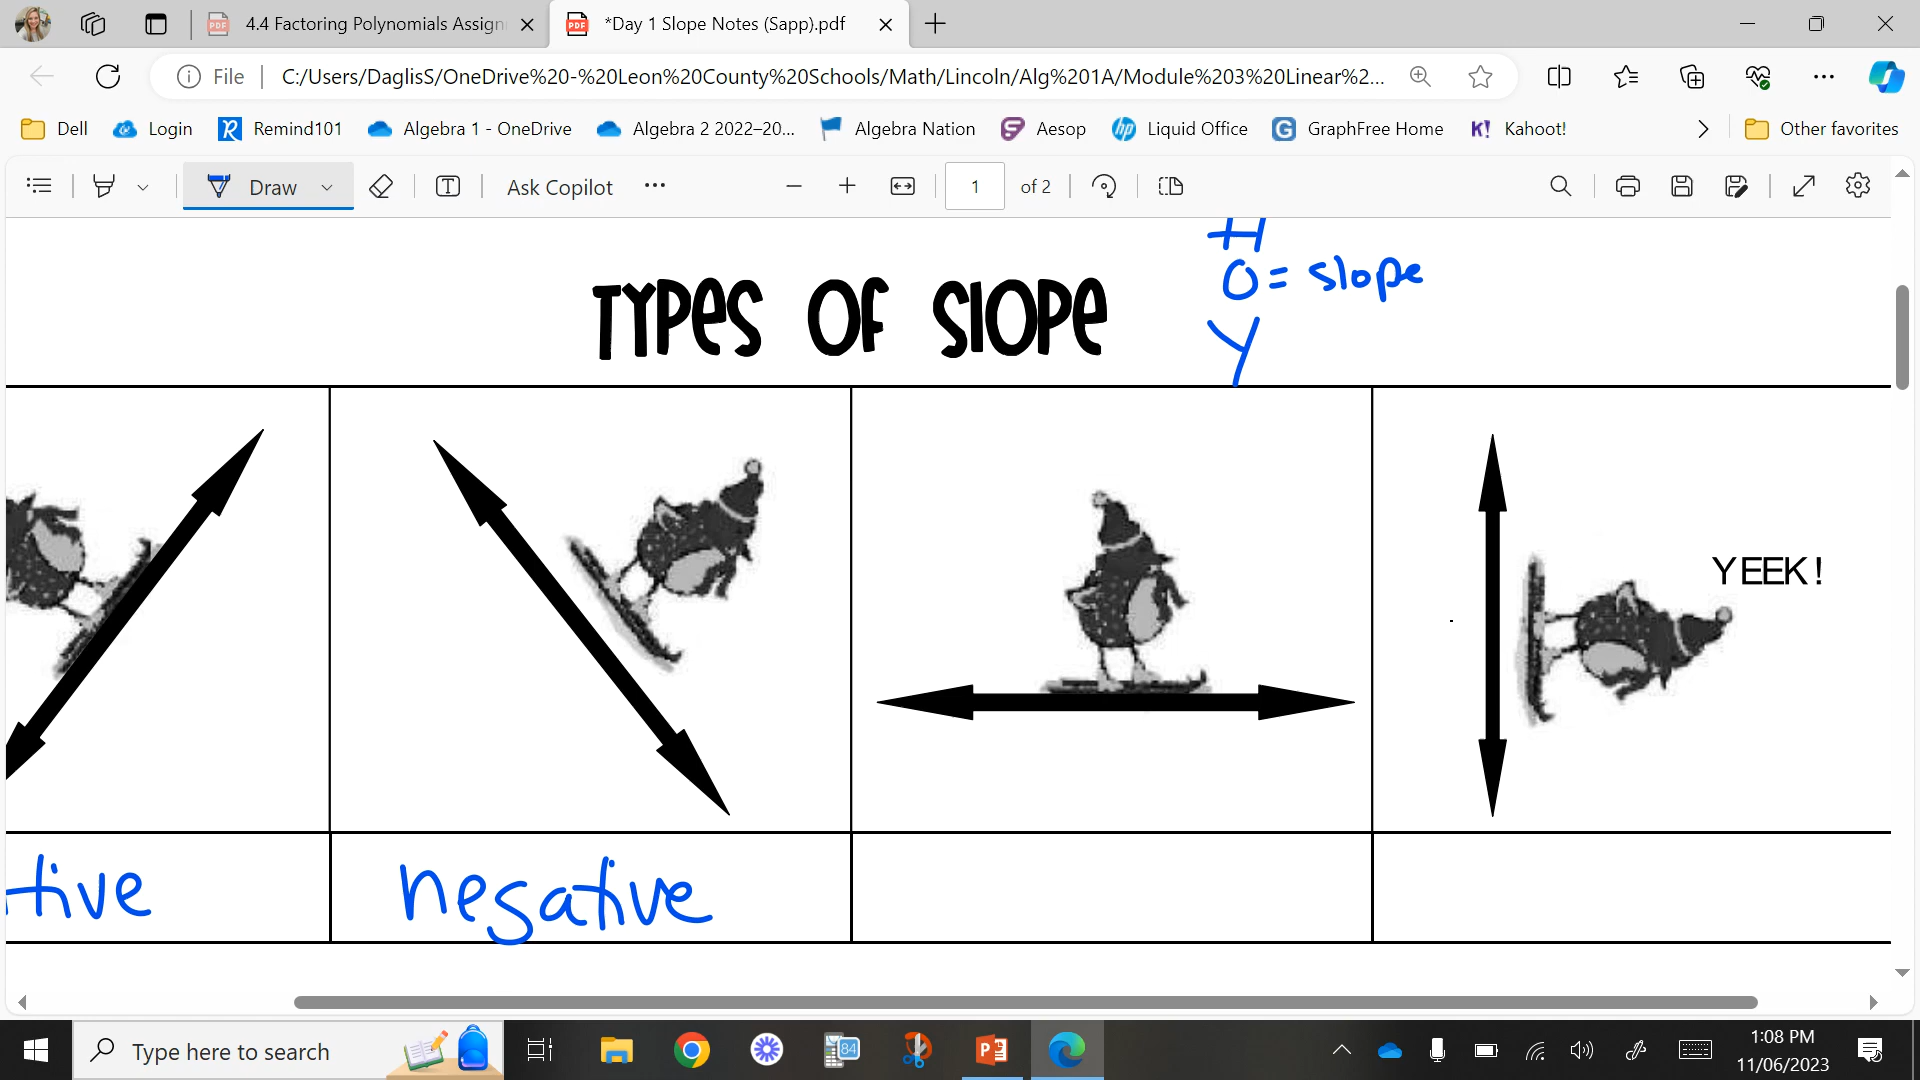 4.4 Factoring Polynomials Assign
*Day 1 Slope Notes (Sapp).pdf
File
C:/Users/DaglisS/OneDrive%20-%20Leon%20County%20Schools/Math/Lincoln/Alg%201A/Module%203%20Linear%2...
Dell
Login
Remind101
Algebra 1 - OneDrive
Algebra 2 2022–20...
Algebra Nation
Aesop
Liquid Office
GraphFree Home
Kahoot!
Other favorites
Draw
Ask Copilot
1 of 2
H
O = slope
Y
TYPES OF SLOPE
YEEK!
tive
negative
Type here to search
84
1:08 PM
11/06/2023